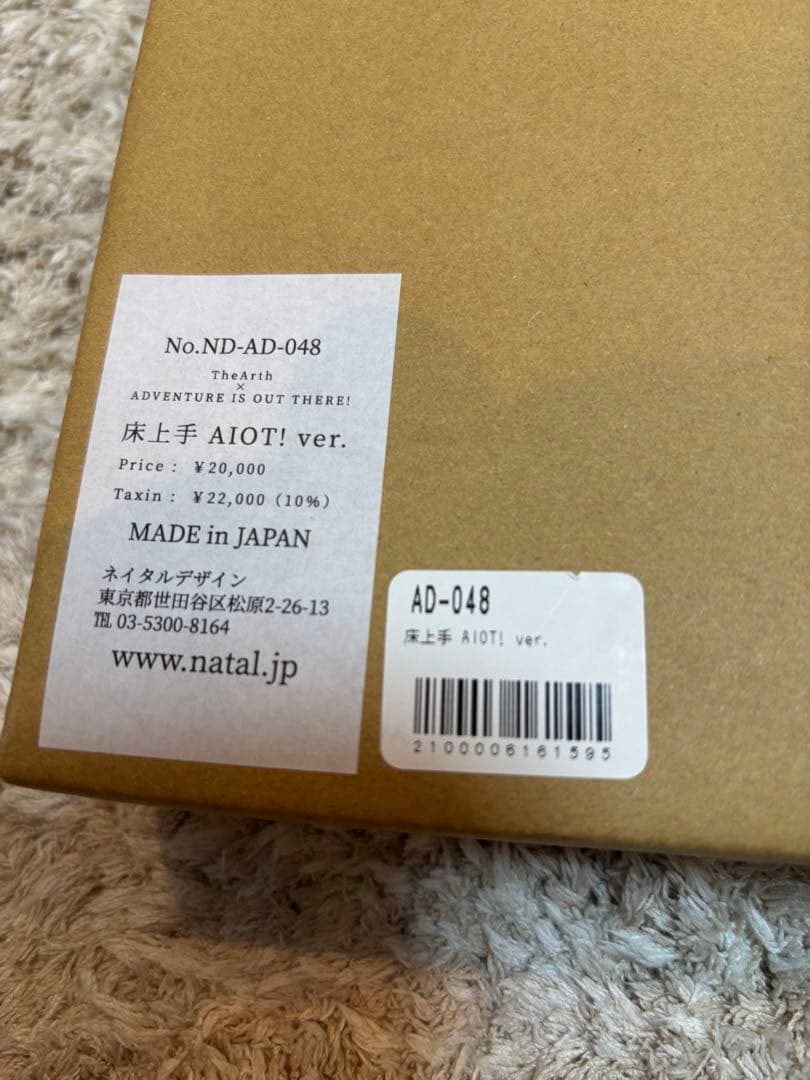 No.ND-AD-048
TheArth
×
ADVENTURE IS OUT THERE!
床上手 AIOT! ver.
Price : ¥20,000
Taxin : ¥22,000 (10%)
MADE in JAPAN
ネイタルデザイン
東京都世田谷区松原2-26-13
℡ 03-5300-8164
www.natal.jp
AD-048
床上手 AIOT! ver.
2100006161595